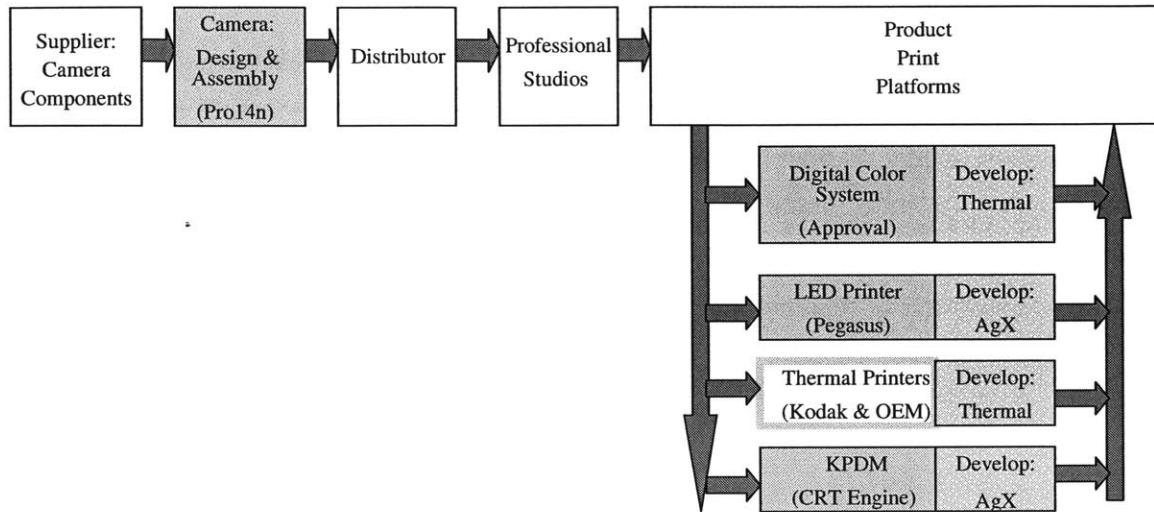 Supplier:
Camera
Components
Camera:
Design &
Assembly
(Pro14n)
Distributor
Professional
Studios
Product
Print
Platforms
Digital Color
System
(Approval)
Develop:
Thermal
LED Printer
(Pegasus)
Develop:
AgX
Thermal Printers
(Kodak & OEM)
Develop:
Thermal
KPDM
(CRT Engine)
Develop:
AgX